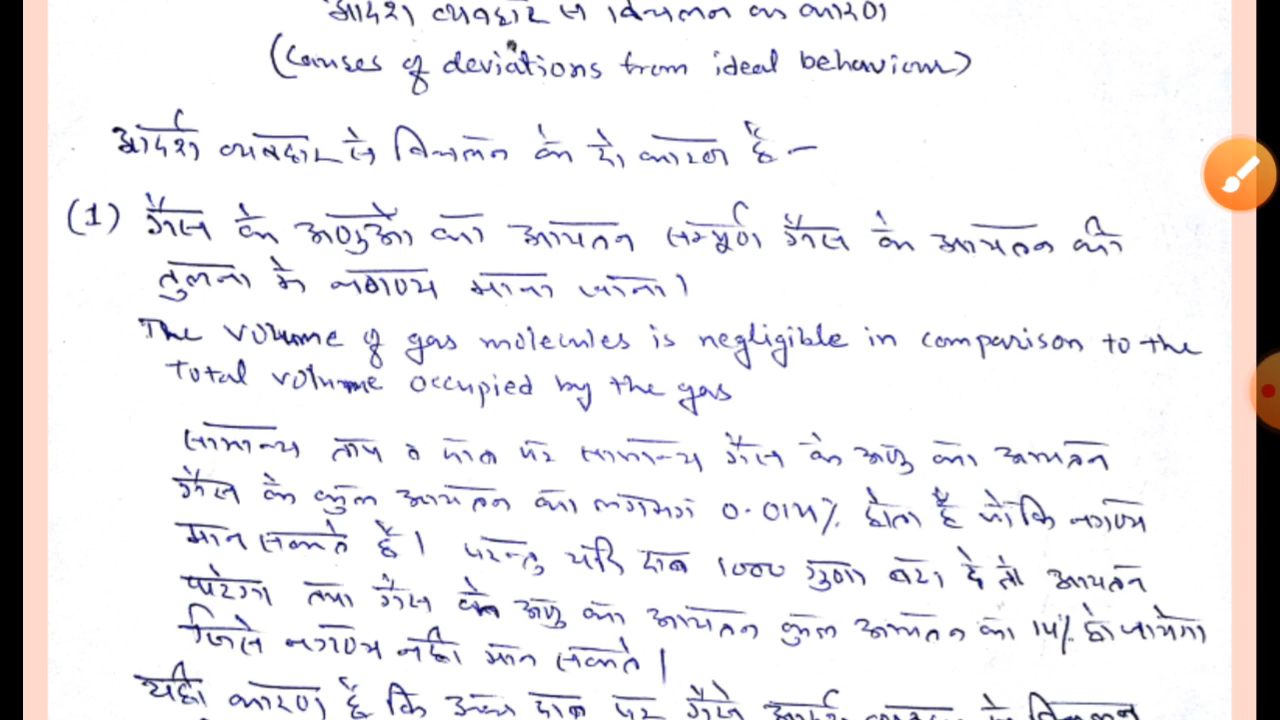 आदर्श व्यवहार से विचलन का कारण
(Causes of deviations from ideal behaviour)
आदर्श व्यवहार से विचलन के दो कारण हैं –
(1) गैस के अणुओं का आयतन सम्पूर्ण गैस के आयतन की
तुलना में नगण्य माना जाना।
The volume of gas molecules is negligible in comparison to the
total volume occupied by the gas
सामान्य ताप व दाब पर सामान्य गैस के अणु का आयतन
गैस के कुल आयतन का लगभग 0.014% होता है जो कि नगण्य
मान सकते हैं। परन्तु यदि दाब 1000 गुणा बढा दे तो आयतन
घटेगा तथा गैस के अणु का आयतन कुल आयतन का 14% हो जायेगा
जिसे नगण्य नहीं मान सकते।
यही कारण है कि उच्च दाब पर गैसे आदर्श व्यवहार से विचलन